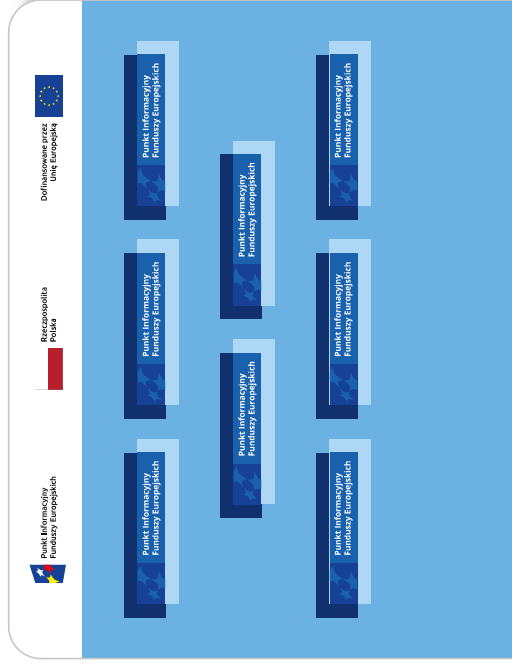 Punkt Informacyjny
Funduszy Europejskich
Rzeczpospolita
Polska
Dofinansowane przez
Unię Europejską
Punkt Informacyjny
Funduszy Europejskich
Punkt Informacyjny
Funduszy Europejskich
Punkt Informacyjny
Funduszy Europejskich
Punkt Informacyjny
Funduszy Europejskich
Punkt Informacyjny
Funduszy Europejskich
Punkt Informacyjny
Funduszy Europejskich
Punkt Informacyjny
Funduszy Europejskich
Punkt Informacyjny
Funduszy Europejskich